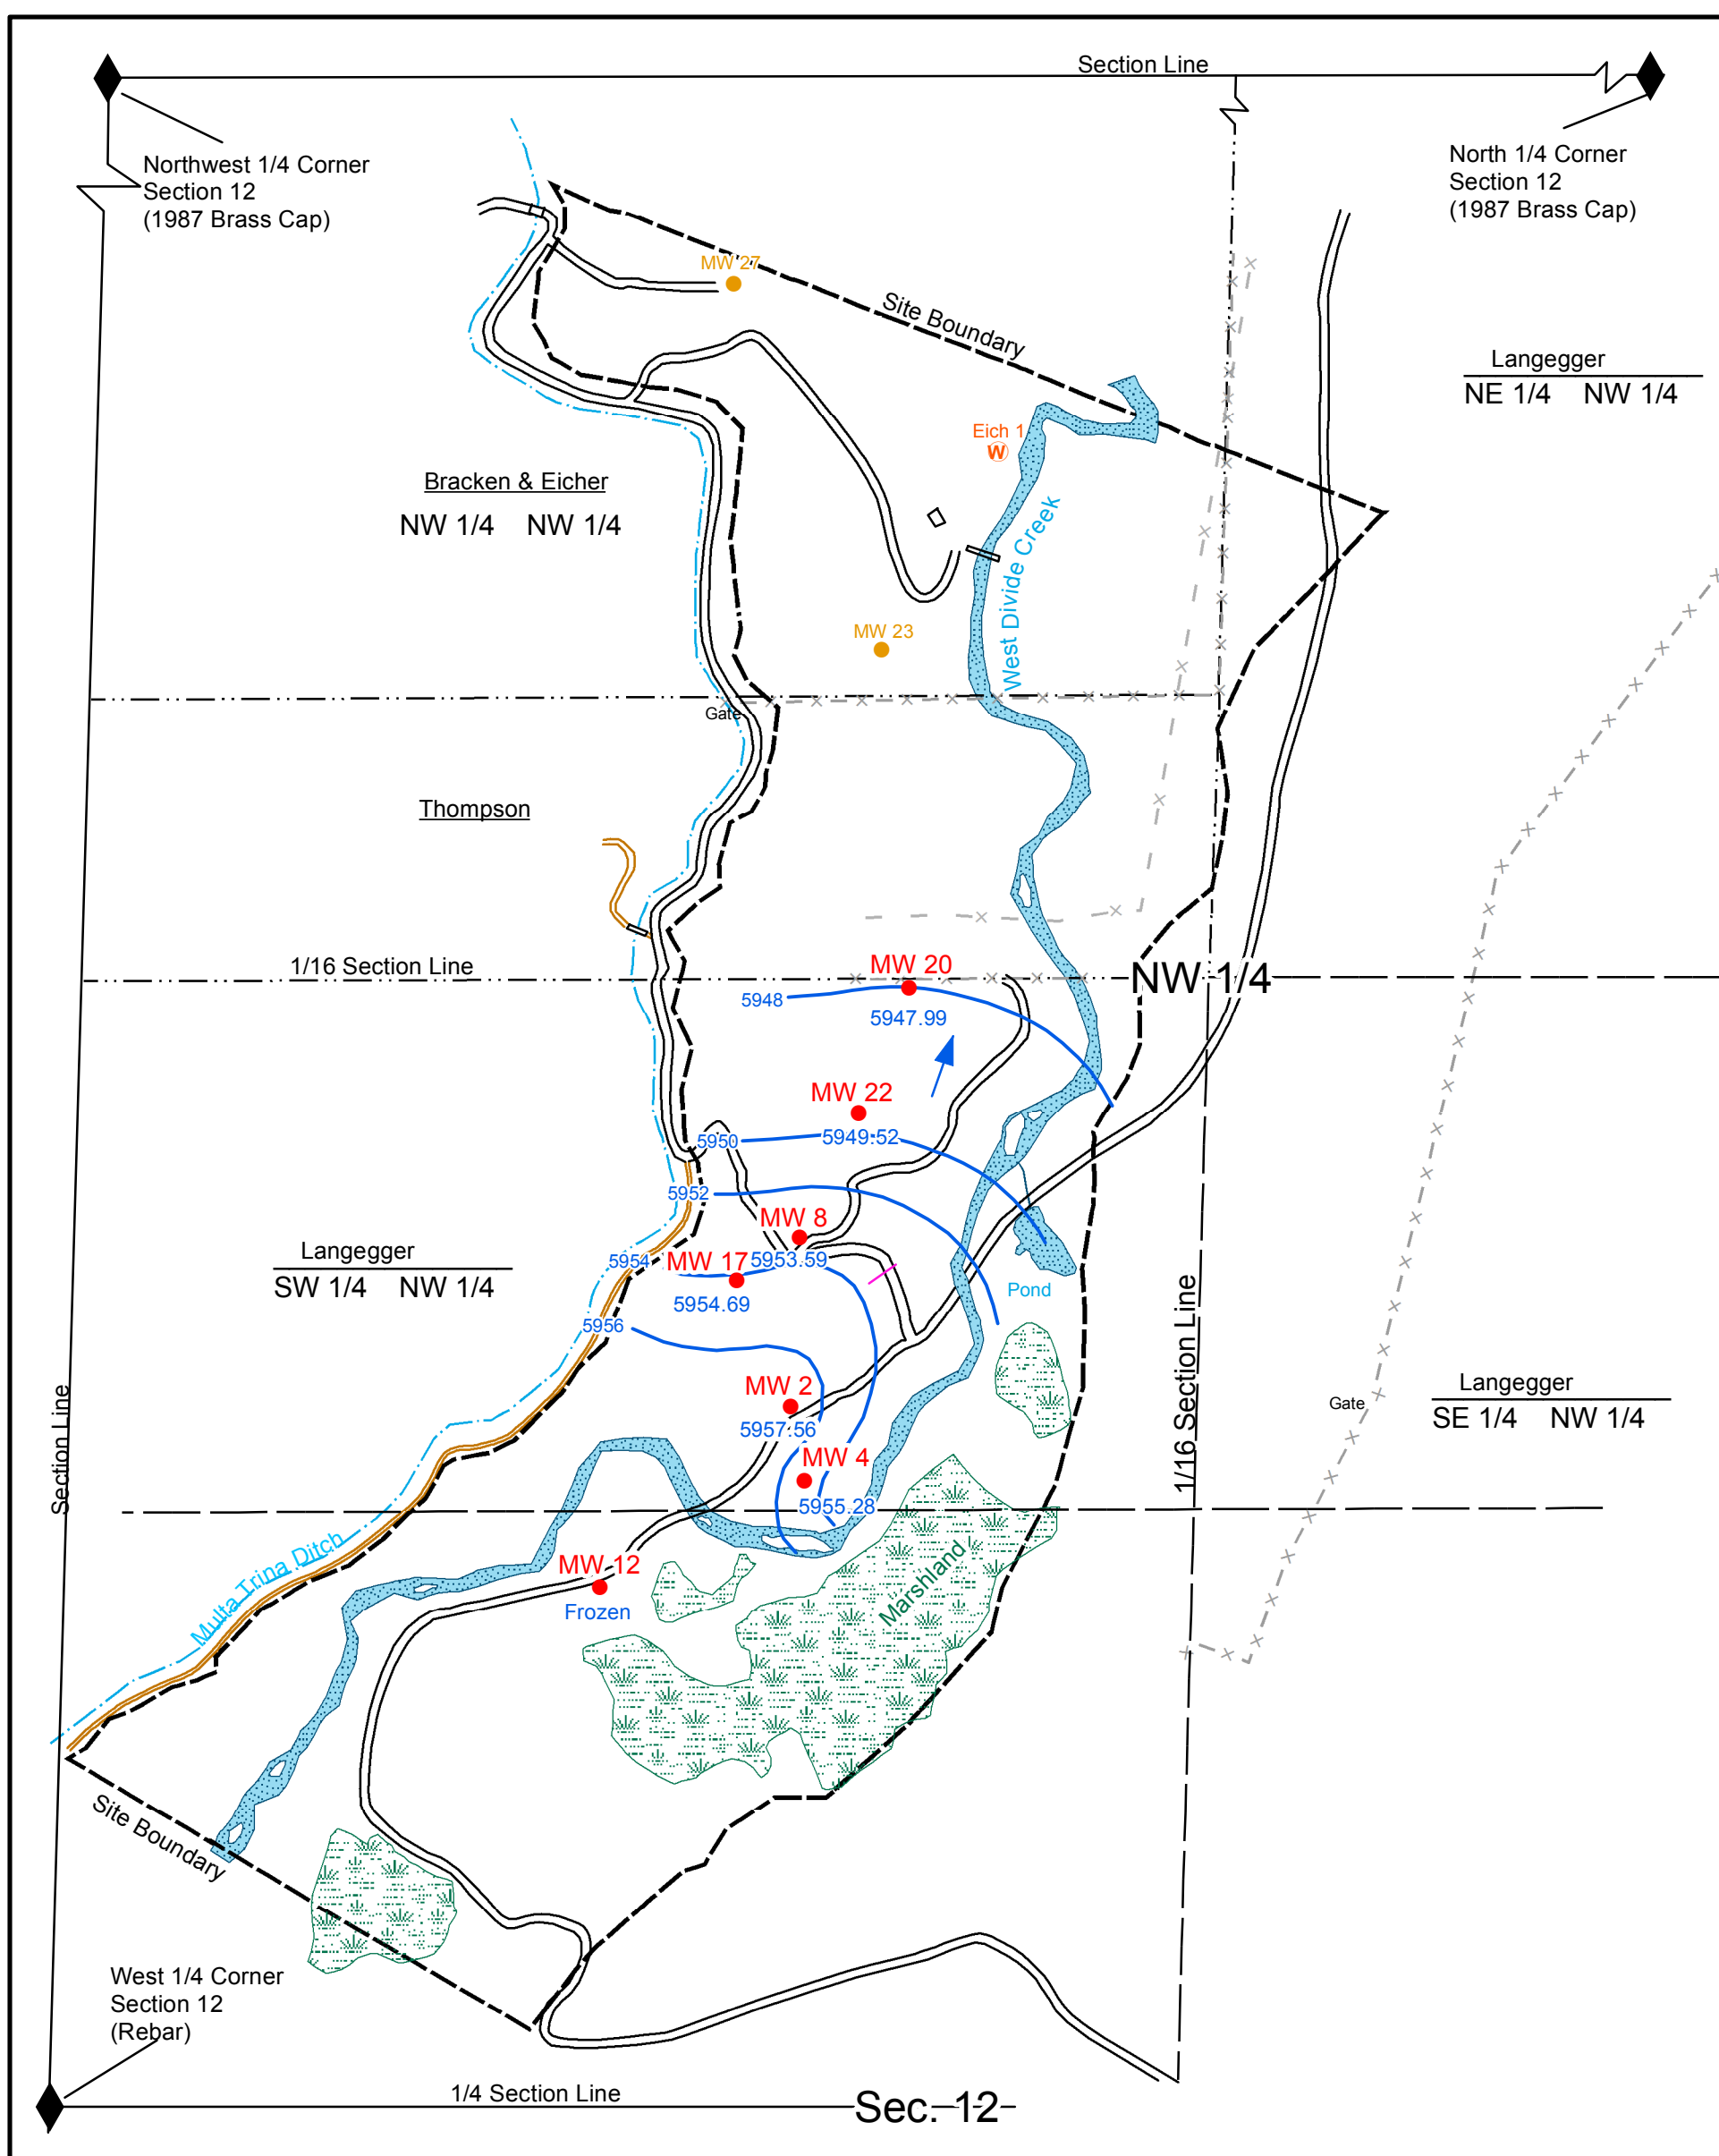 Section Line
Northwest 1/4 Corner
Section 12
(1987 Brass Cap)
North 1/4 Corner
Section 12
(1987 Brass Cap)
MW 27
Site Boundary
Langegger
NE 1/4 NW 1/4
Eich 1
W
Bracken & Eicher
NW 1/4 NW 1/4
West Divide Creek
MW 23
Gate
Thompson
1/16 Section Line
MW 20
NW 1/4
5948
5947.99
MW 22
5950
5949.52
5952
MW 8
Langegger
SW 1/4 NW 1/4
5954
MW 17
5953.59
5954.69
Pond
5956
1/16 Section Line
MW 2
5957.56
Langegger
SE 1/4 NW 1/4
Gate
Section Line
MW 4
5955.28
Multa Trina Ditch
MW 12
Frozen
Marshland
Site Boundary
West 1/4 Corner
Section 12
(Rebar)
1/4 Section Line
Sec. 12